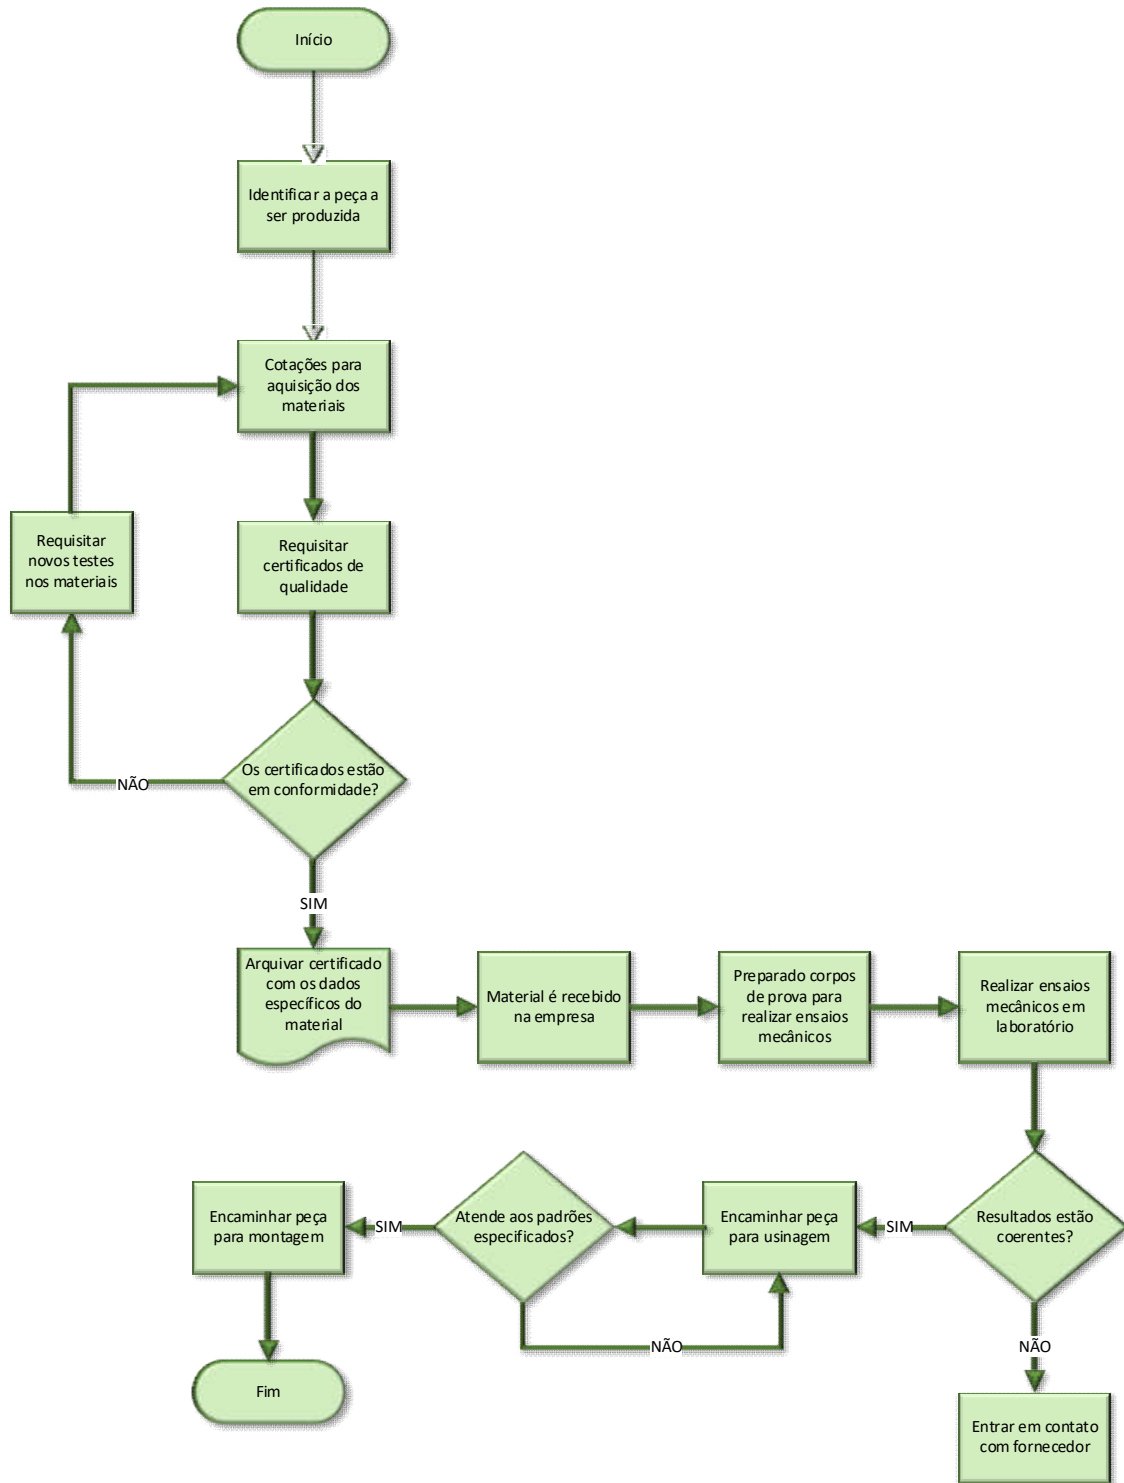 Início
Identificar a peça a
ser produzida
Cotações para
aquisição dos
materiais
Requisitar
novos testes
nos materiais
Requisitar
certificados de
qualidade
Os certificados estão
em conformidade?
NÃO
SIM
Arquivar certificado
com os dados
específicos do
material
Material é recebido
na empresa
Preparado corpos
de prova para
realizar ensaios
mecânicos
Realizar ensaios
mecânicos em
laboratório
Resultados estão
coerentes?
SIM
Encaminhar peça
para usinagem
Atende aos padrões
especificados?
SIM
Encaminhar peça
para montagem
NÃO
NÃO
Fim
Entrar em contato
com fornecedor